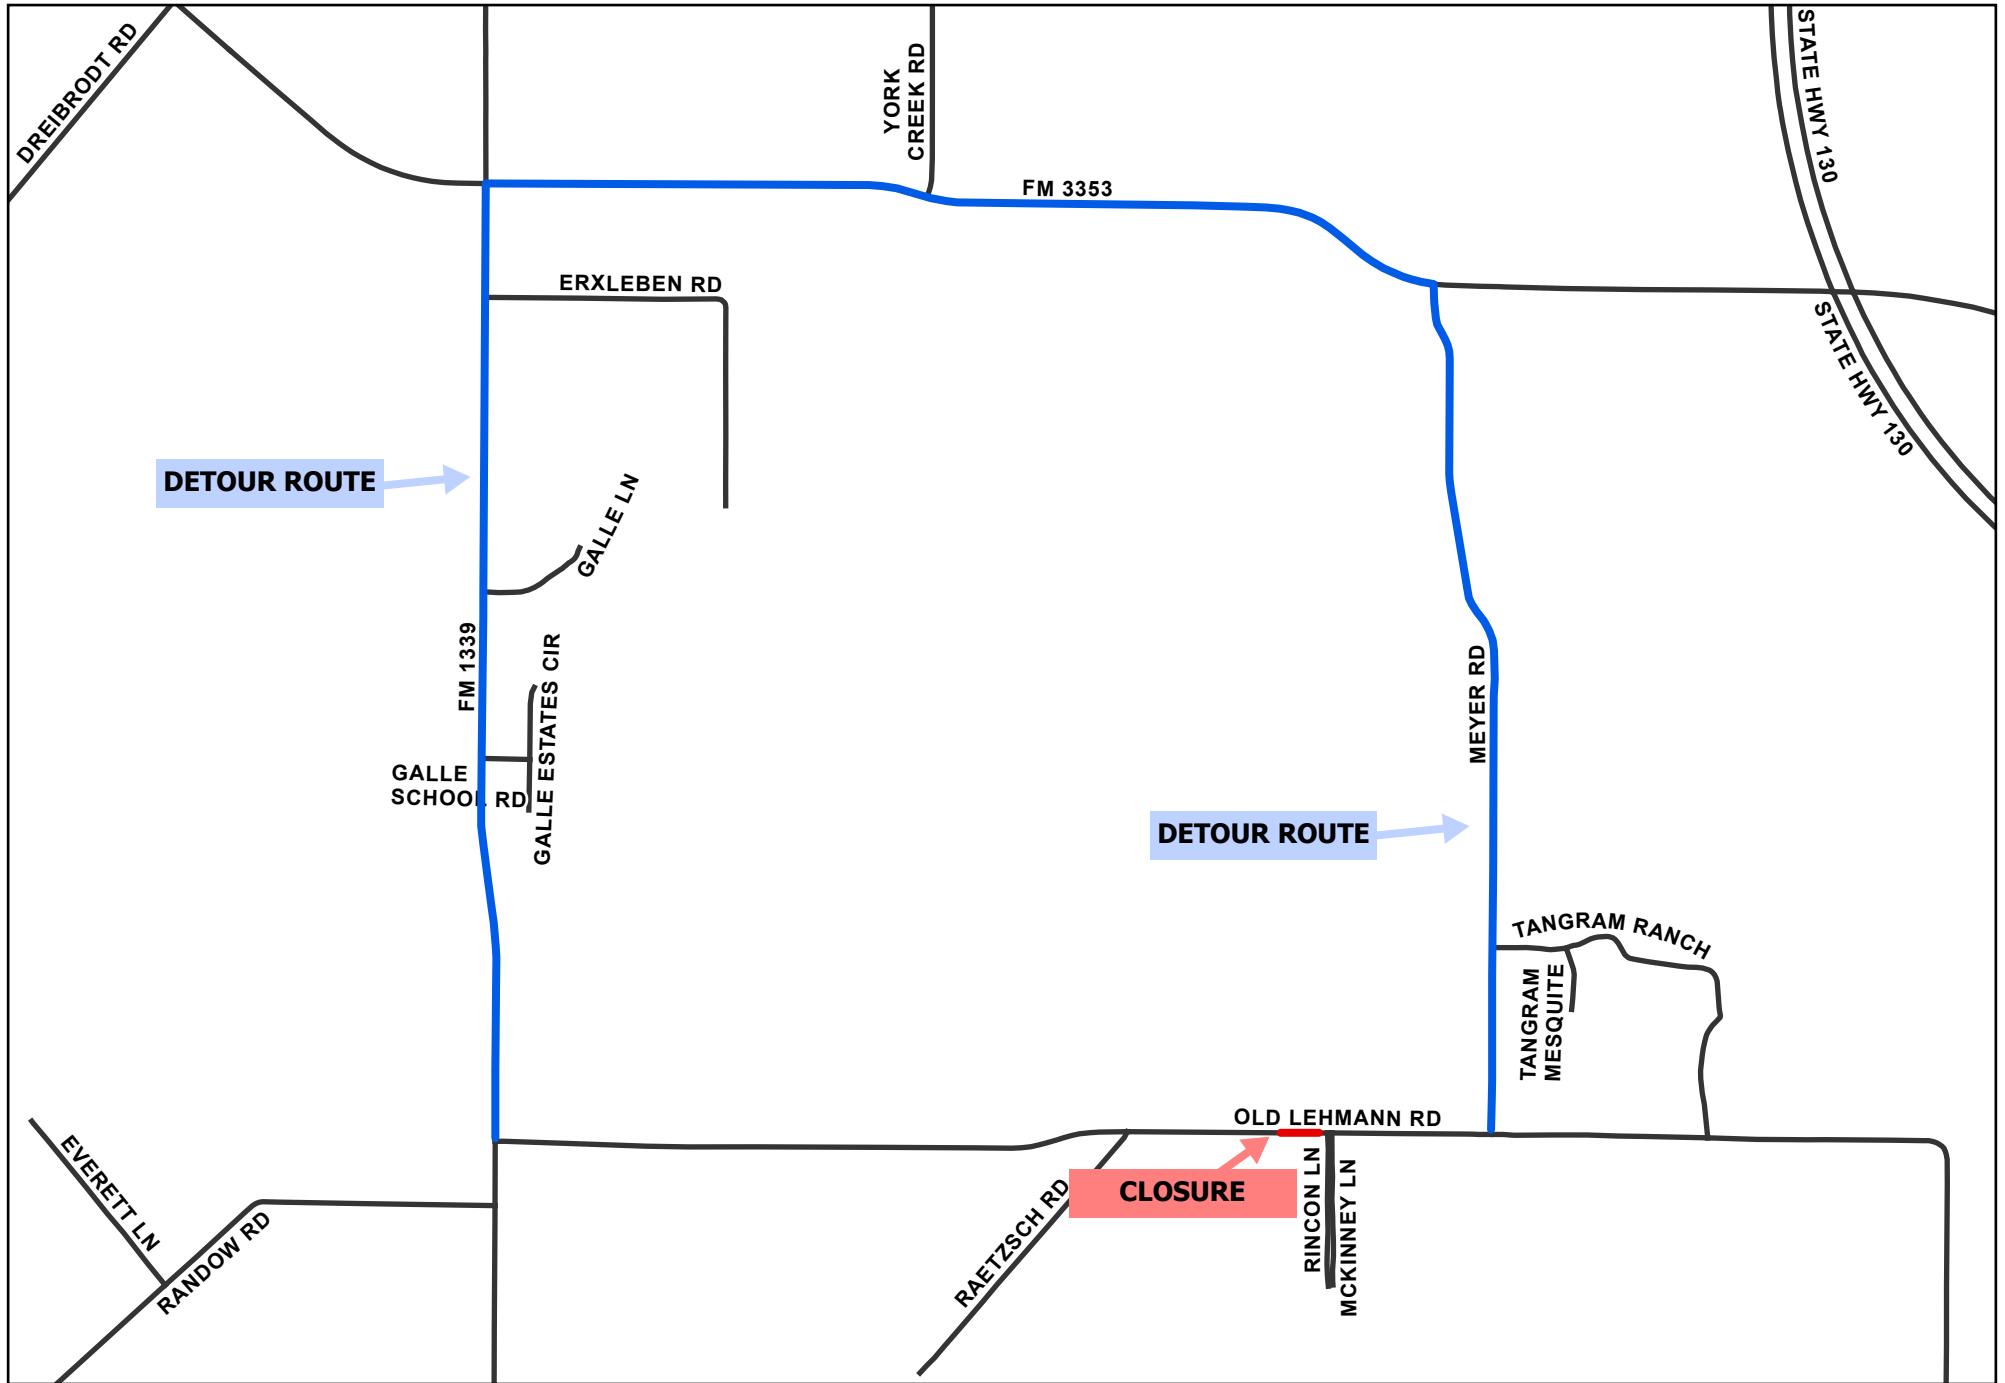 DREIBRODT RD
YORK
CREEK RD
STATE HWY 130
FM 3353
ERXLEBEN RD
STATE HWY 130
DETOUR ROUTE
GALLE LN
FM 1339
GALLE ESTATES CIR
MEYER RD
GALLE
SCHOOL RD
DETOUR ROUTE
TANGRAM RANCH
TANGRAM
MESQUITE
OLD LEHMANN RD
EVERETT LN
RANDOW RD
RAETZSCH RD
CLOSURE
RINCON LN
MCKINNEY LN